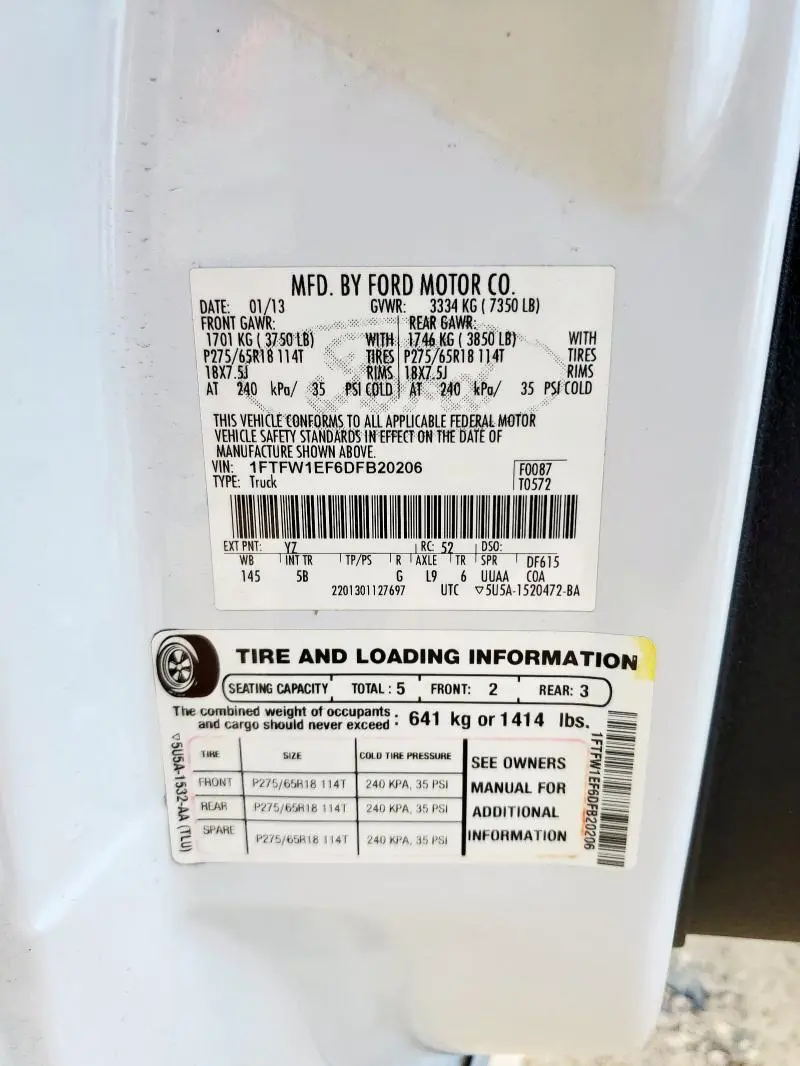 MFD. BY FORD MOTOR CO.
DATE: 01/13 GVWR: 3334 KG ( 7350 LB)
FRONT GAWR: REAR GAWR:
1701 KG ( 3750 LB) WITH 1746 KG ( 3850 LB) WITH
P275/65R18 114T TIRES P275/65R18 114T TIRES
18X7.5J RIMS 18X7.5J RIMS
AT 240 kPa/ 35 PSI COLD AT 240 kPa/ 35 PSI COLD
THIS VEHICLE CONFORMS TO ALL APPLICABLE FEDERAL MOTOR
VEHICLE SAFETY STANDARDS IN EFFECT ON THE DATE OF
MANUFACTURE SHOWN ABOVE.
VIN: 1FTFW1EF6DFB20206 F0087
TYPE: Truck T0572
EXT PNT: YZ RC: 52 DSO:
WB INT TR TP/PS R AXLE TR SPR DF615
145 5B G L9 6 UUAA COA
2201301127697 UTC ▽5U5A-1520472-BA
TIRE AND LOADING INFORMATION
SEATING CAPACITY TOTAL : 5 FRONT: 2 REAR: 3
The combined weight of occupants
and cargo should never exceed : 641 kg or 1414 lbs.
TIRE SIZE COLD TIRE PRESSURE
FRONT P275/65R18 114T 240 KPA, 35 PSI
REAR P275/65R18 114T 240 KPA, 35 PSI
SPARE P275/65R18 114T 240 KPA, 35 PSI
SEE OWNERS
MANUAL FOR
ADDITIONAL
INFORMATION
▽5U5A-1532-AA (TLU)
1FTFW1EF6DFB20206